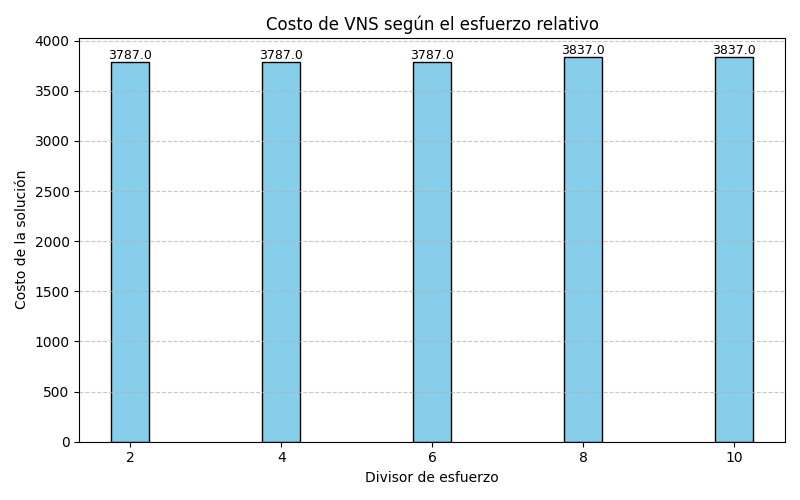 Costo de VNS según el esfuerzo relativo
Costo de la solución
4000
3500
3000
2500
2000
1500
1000
500
0
3787.0 3787.0 3787.0 3837.0 3837.0
2 4 6 8 10
Divisor de esfuerzo